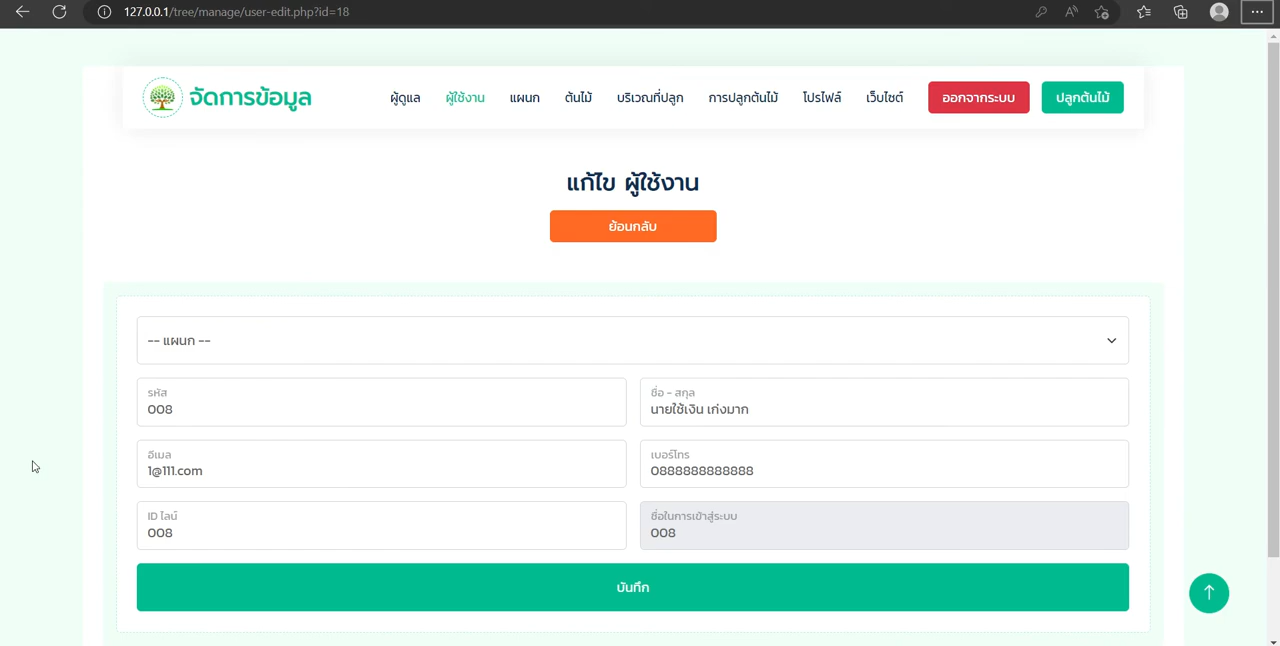 127.0.0.1/tree/manage/user-edit.php?id=18
จัดการข้อมูล
ผู้ดูแล
ผู้ใช้งาน
แผนก
ต้นไม้
บริเวณที่ปลูก
การปลูกต้นไม้
โปรไฟล์
เว็บไซต์
ออกจากระบบ
ปลูกต้นไม้
แก้ไข ผู้ใช้งาน
ย้อนกลับ
-- แผนก --
รหัส
008
ชื่อ - สกุล
นายใช้เงิน เก่งมาก
อีเมล
1@111.com
เบอร์โทร
0888888888888
ID ไลน์
008
ชื่อในการเข้าสู่ระบบ
008
บันทึก